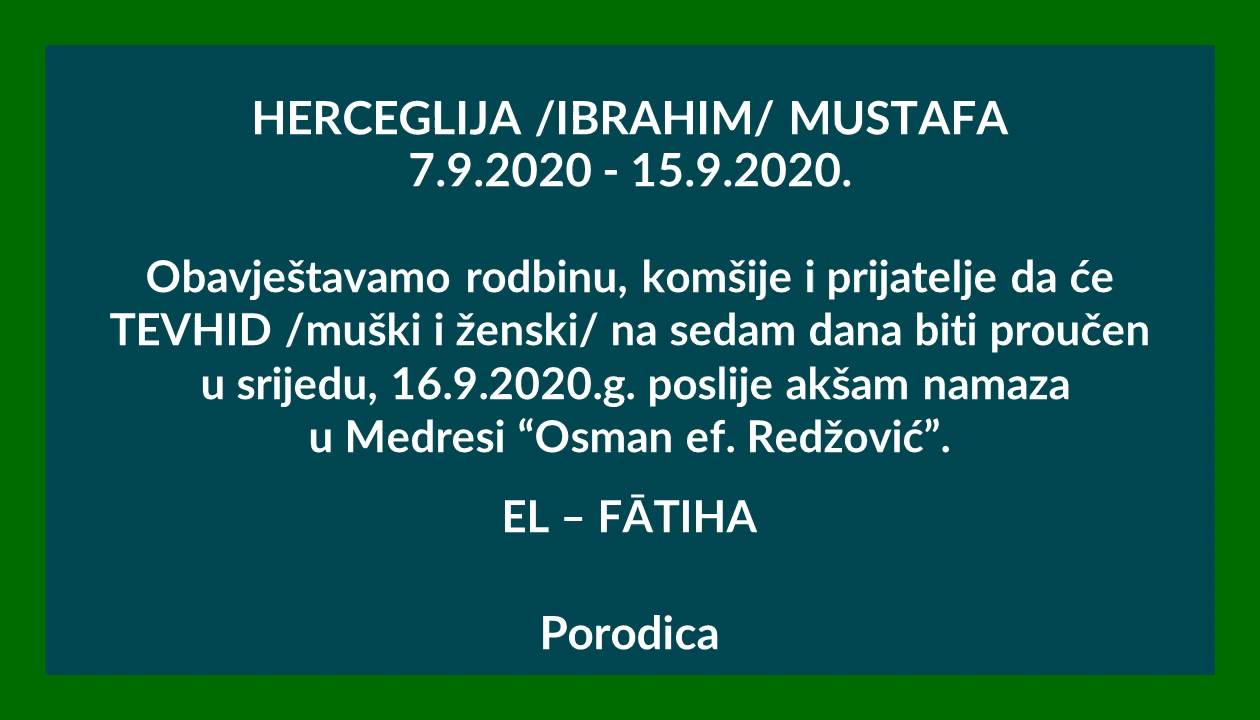 HERCEGLIJA /IBRAHIM/ MUSTAFA
7.9.2020 - 15.9.2020.
Obavještavamo rodbinu, komšije i prijatelje da će
TEVHID /muški i ženski/ na sedam dana biti proučen
u srijedu, 16.9.2020.g. poslije akšam namaza
u Medresi “Osman ef. Redžović”.
EL – FĀTIHA
Porodica